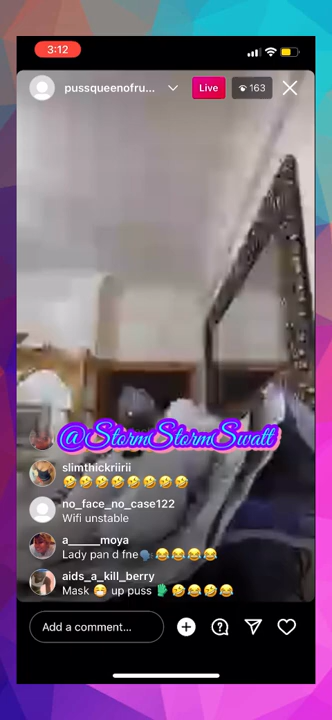 3:12
pussqueenofru...
Live
163
@StormStormSwatt
slimthickriirii
🤣🤣🤣🤣🤣🤣🤣🤣
no_face_no_case122
Wifi unstable
a______moya
Lady pan d fne🗣😂😂😂😂
aids_a_kill_berry
Mask 😷 up puss 🧤🤣😂🤣😂
Add a comment...